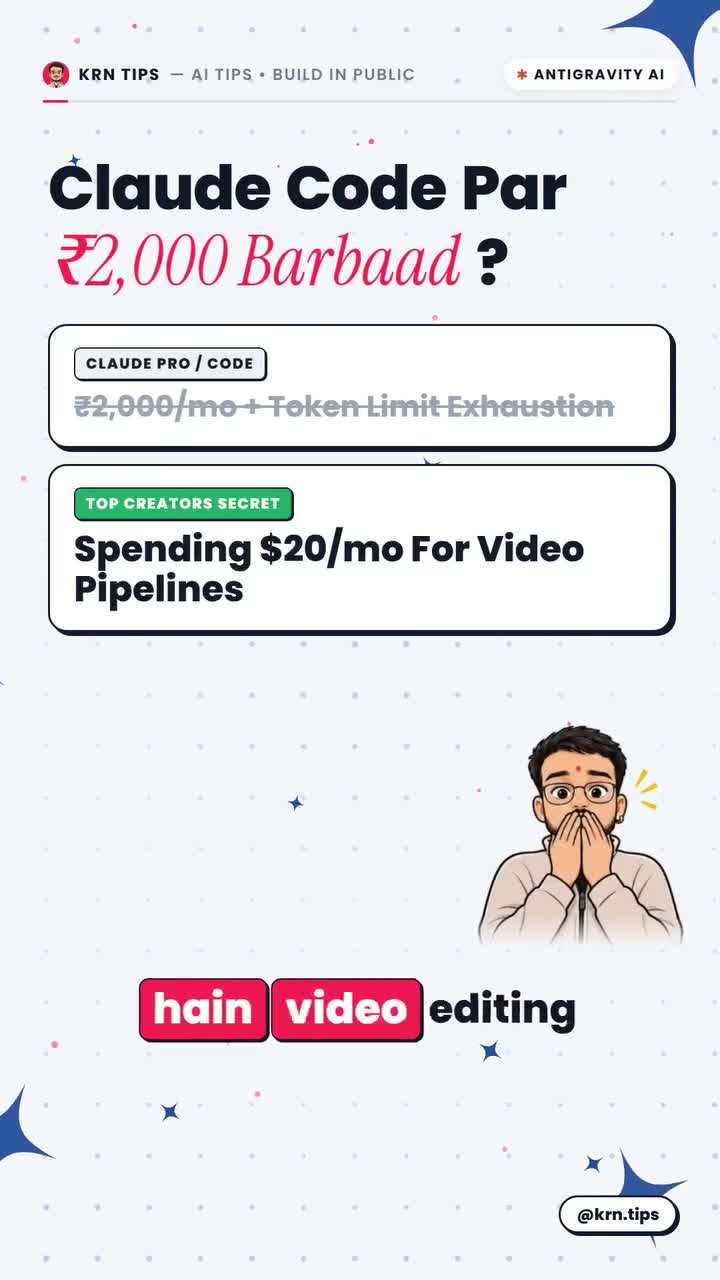 KRN TIPS — AI TIPS • BUILD IN PUBLIC
✱ ANTIGRAVITY AI
Claude Code Par
₹2,000 Barbaad ?
CLAUDE PRO / CODE
₹2,000/mo + Token Limit Exhaustion
TOP CREATORS SECRET
Spending $20/mo For Video
Pipelines
hain video editing
@krn.tips